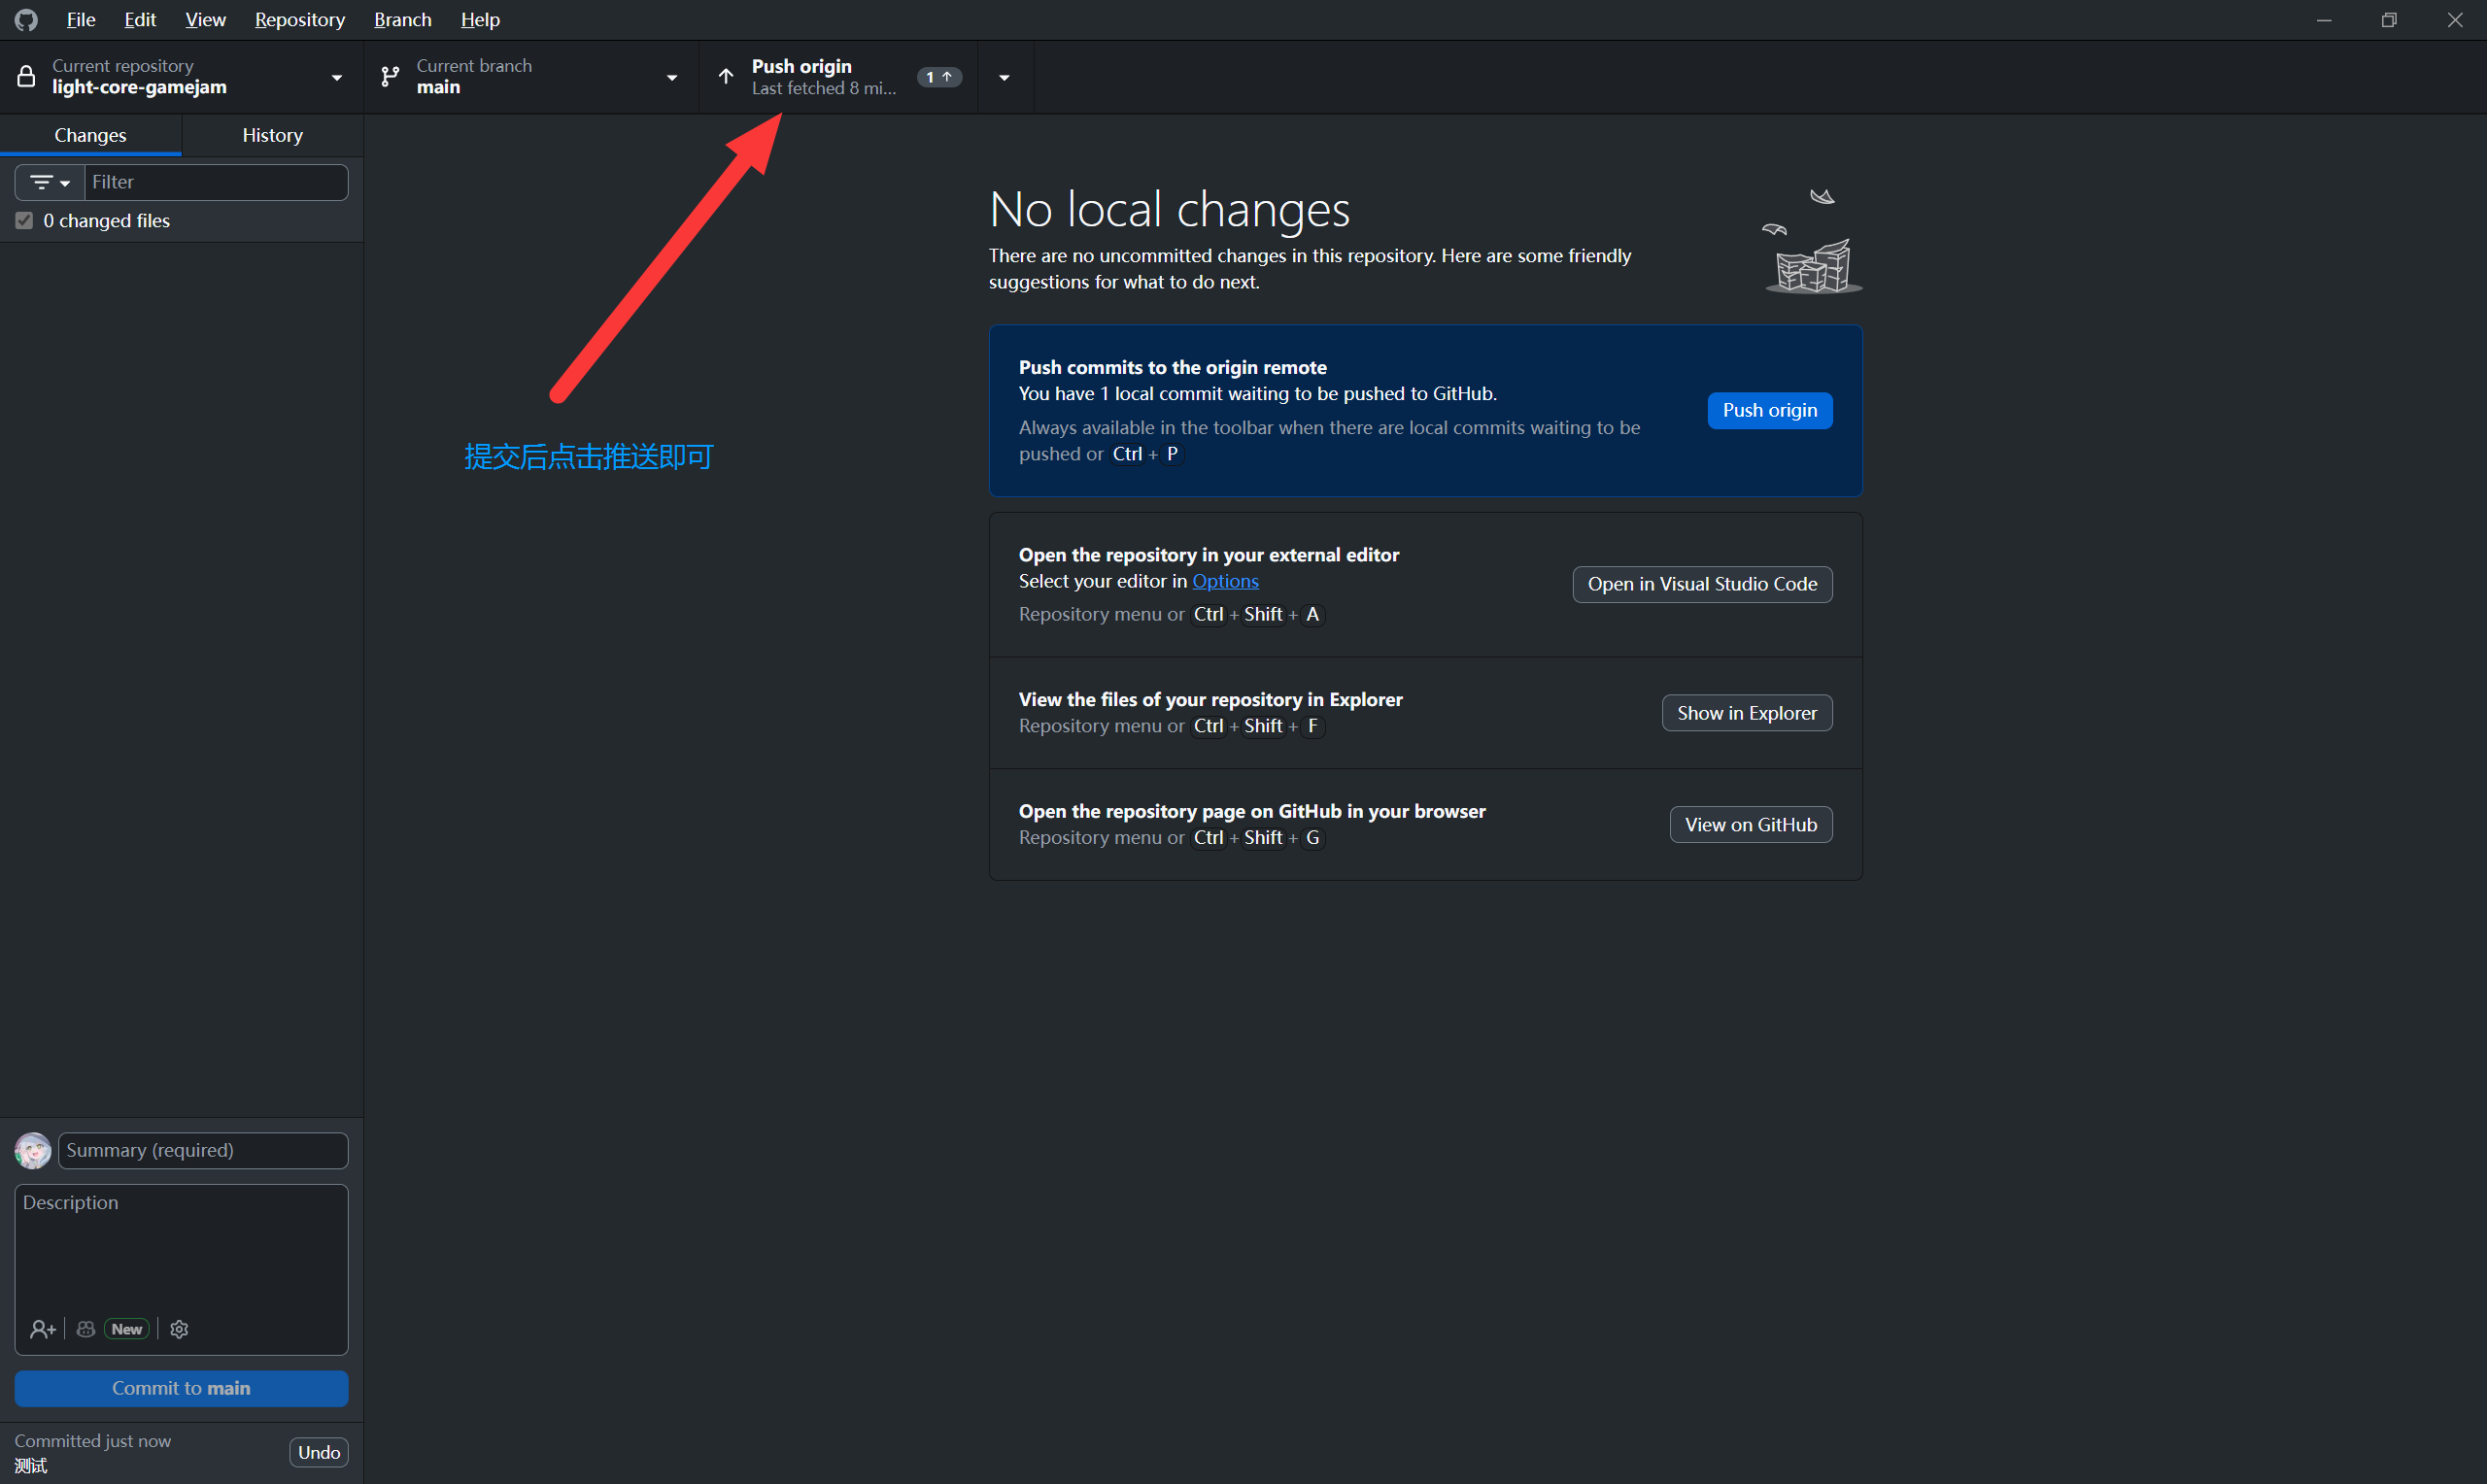 File Edit View Repository Branch Help
Current repository
light-core-gamejam
Current branch
main
Push origin
Last fetched 8 mi...
1
Changes History
Filter
0 changed files
No local changes
There are no uncommitted changes in this repository. Here are some friendly
suggestions for what to do next.
Push commits to the origin remote
You have 1 local commit waiting to be pushed to GitHub.
Always available in the toolbar when there are local commits waiting to be
pushed or Ctrl + P
Push origin
提交后点击推送即可
Open the repository in your external editor
Select your editor in Options
Repository menu or Ctrl + Shift + A
Open in Visual Studio Code
View the files of your repository in Explorer
Repository menu or Ctrl + Shift + F
Show in Explorer
Open the repository page on GitHub in your browser
Repository menu or Ctrl + Shift + G
View on GitHub
Summary (required)
Description
New
Commit to main
Committed just now
测试
Undo